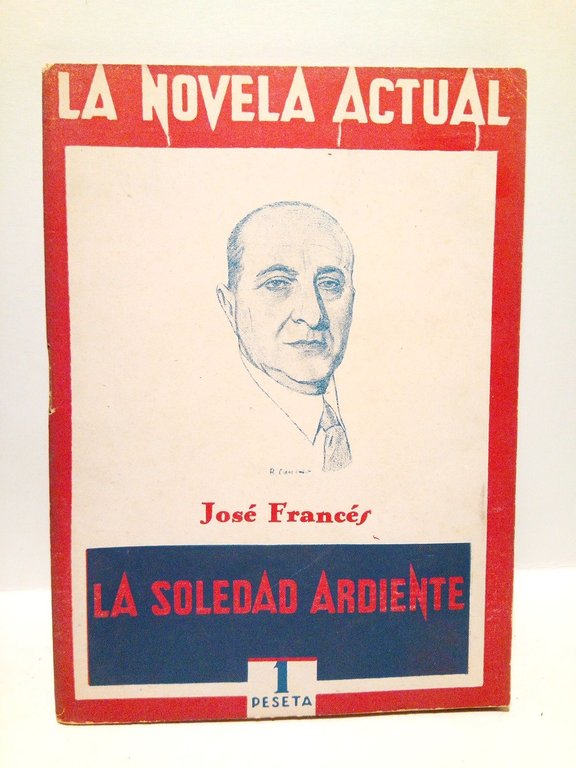 LA NOVELA ACTUAL
José Francés
LA SOLEDAD ARDIENTE
1
PESETA